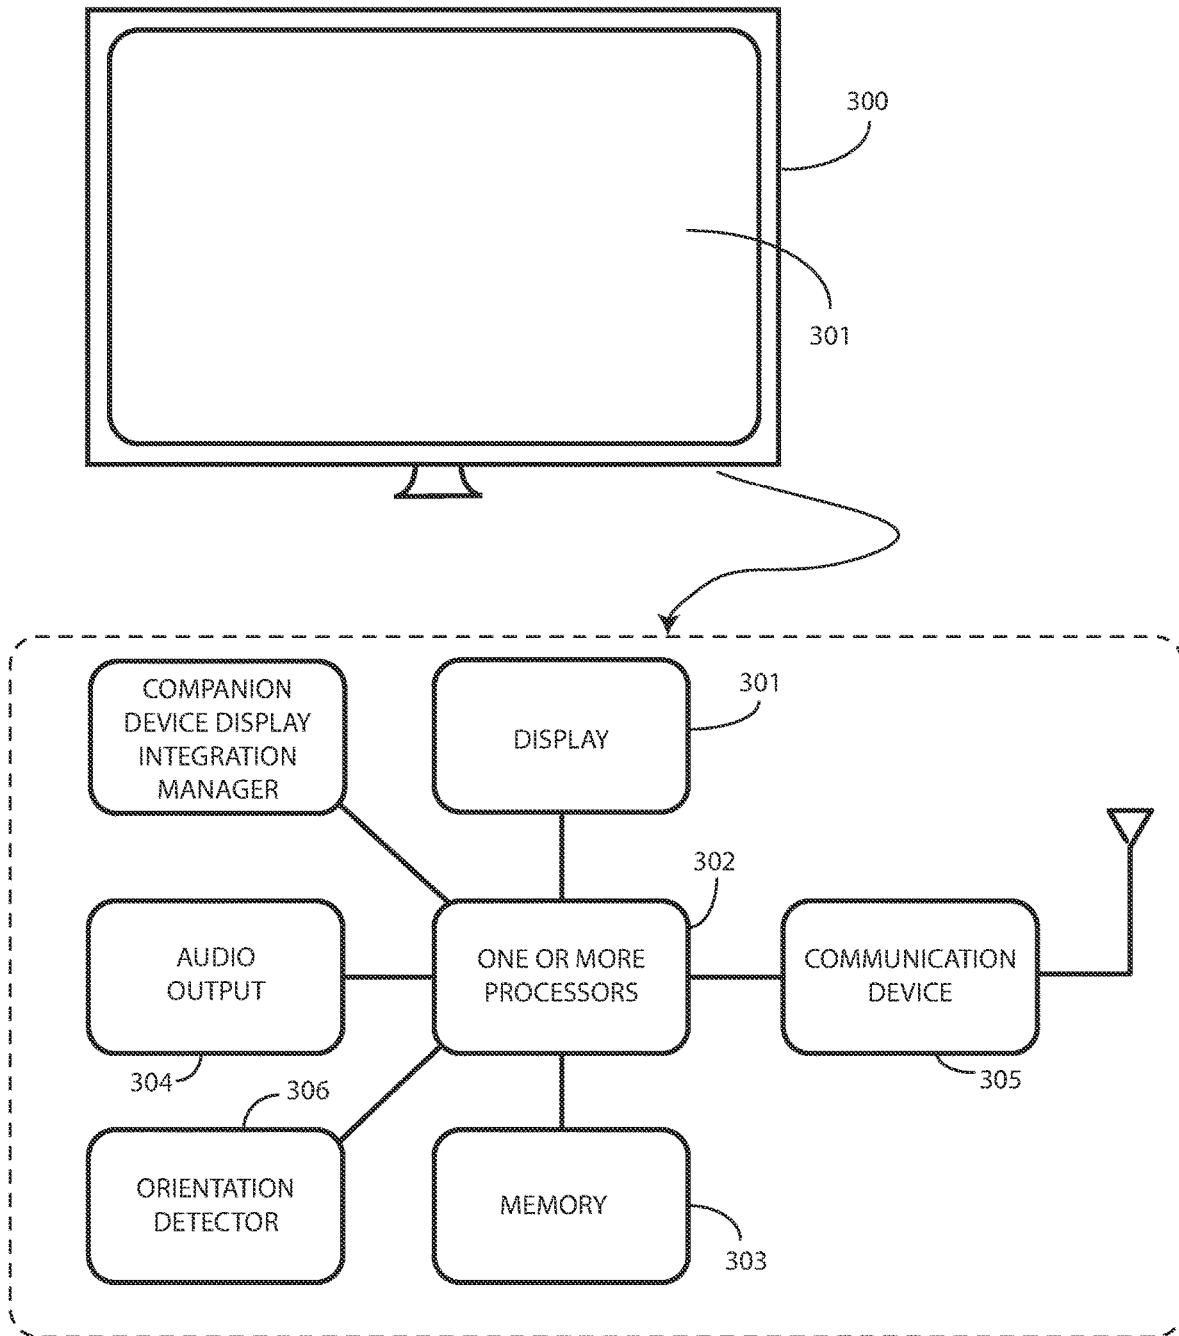 300
301
COMPANION
DEVICE DISPLAY
INTEGRATION
MANAGER
DISPLAY
301
302
AUDIO
OUTPUT
304
ONE OR MORE
PROCESSORS
COMMUNICATION
DEVICE
305
306
ORIENTATION
DETECTOR
MEMORY
303